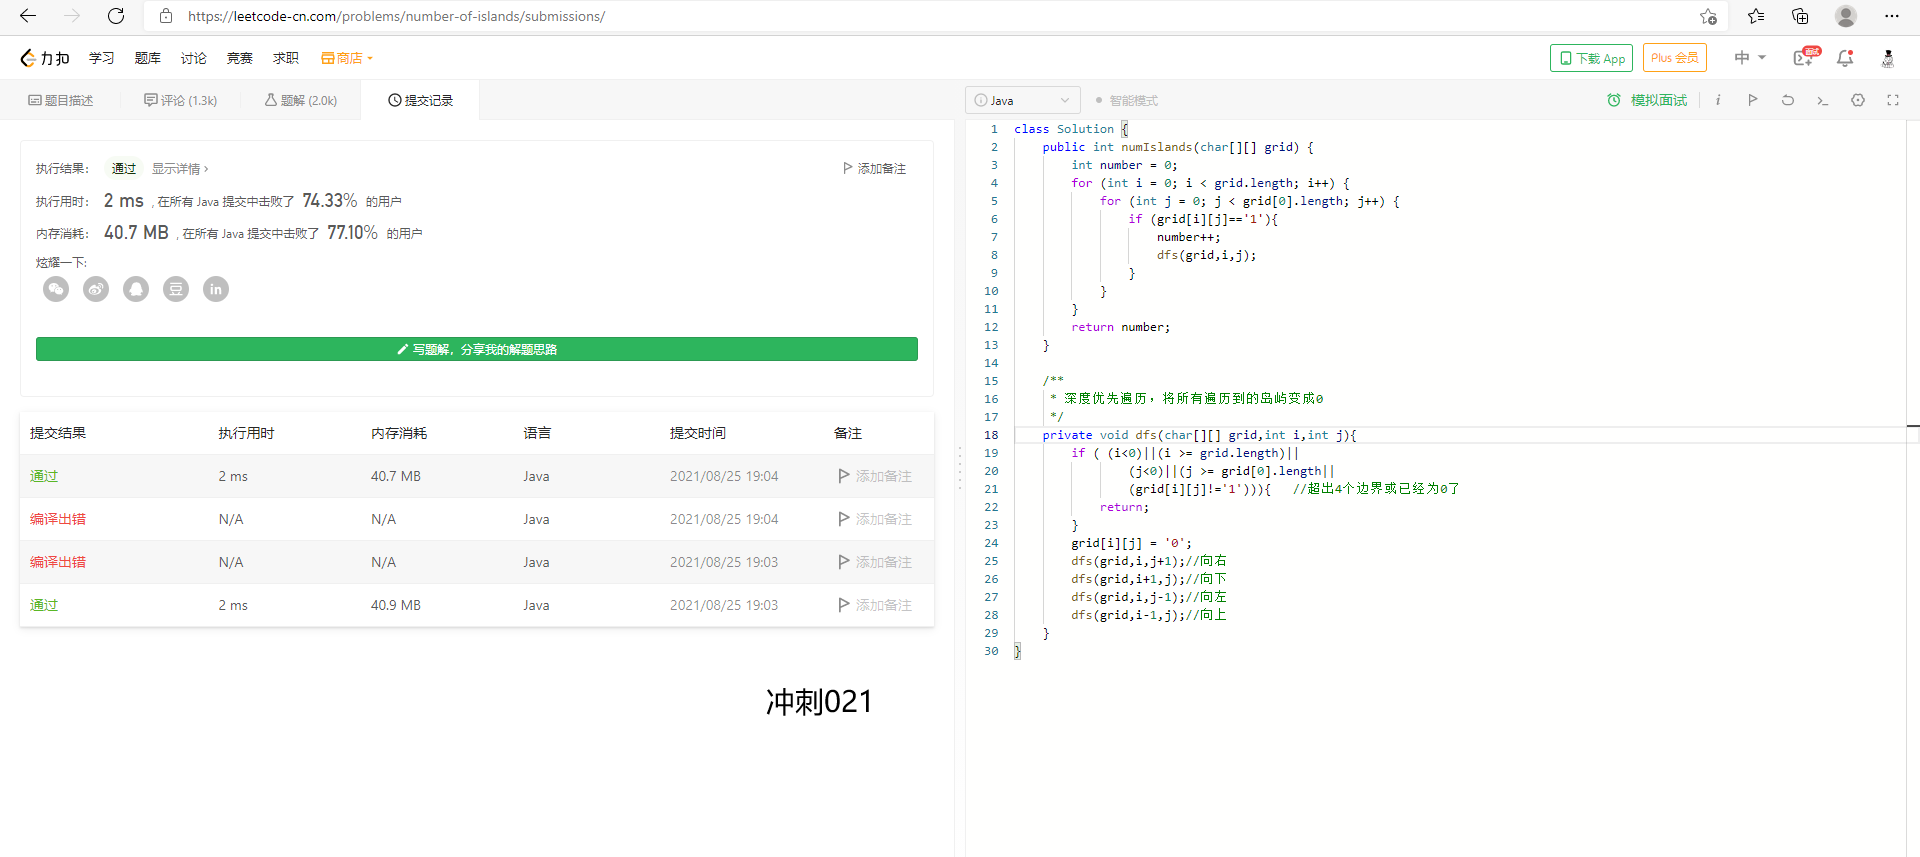 https://leetcode-cn.com/problems/number-of-islands/submissions/
力扣 学习 题库 讨论 竞赛 求职 商店 下载 App Plus 会员 中 面试
题目描述 评论 (1.3k) 题解 (2.0k) 提交记录
执行结果： 通过 显示详情 › 添加备注
执行用时： 2 ms , 在所有 Java 提交中击败了 74.33% 的用户
内存消耗： 40.7 MB , 在所有 Java 提交中击败了 77.10% 的用户
炫耀一下:
写题解，分享我的解题思路
提交结果 执行用时 内存消耗 语言 提交时间 备注
通过 2 ms 40.7 MB Java 2021/08/25 19:04 添加备注
编译出错 N/A N/A Java 2021/08/25 19:04 添加备注
编译出错 N/A N/A Java 2021/08/25 19:03 添加备注
通过 2 ms 40.9 MB Java 2021/08/25 19:03 添加备注
冲刺021
Java 智能模式 模拟面试
1 class Solution {
2 public int numIslands(char[][] grid) {
3 int number = 0;
4 for (int i = 0; i < grid.length; i++) {
5 for (int j = 0; j < grid[0].length; j++) {
6 if (grid[i][j]=='1'){
7 number++;
8 dfs(grid,i,j);
9 }
10 }
11 }
12 return number;
13 }
14
15 /**
16 * 深度优先遍历，将所有遍历到的岛屿变成0
17 */
18 private void dfs(char[][] grid,int i,int j){
19 if ( (i<0)||(i >= grid.length)||
20 (j<0)||(j >= grid[0].length||
21 (grid[i][j]!='1'))){ //超出4个边界或已经为0了
22 return;
23 }
24 grid[i][j] = '0';
25 dfs(grid,i,j+1);//向右
26 dfs(grid,i+1,j);//向下
27 dfs(grid,i,j-1);//向左
28 dfs(grid,i-1,j);//向上
29 }
30 }